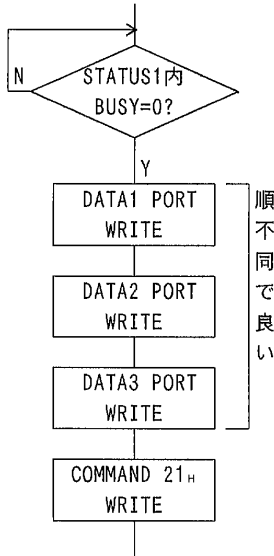 STATUS1内
BUSY=0?
N
Y
DATA1 PORT
WRITE
DATA2 PORT
WRITE
DATA3 PORT
WRITE
順不同で良い
COMMAND 21H
WRITE